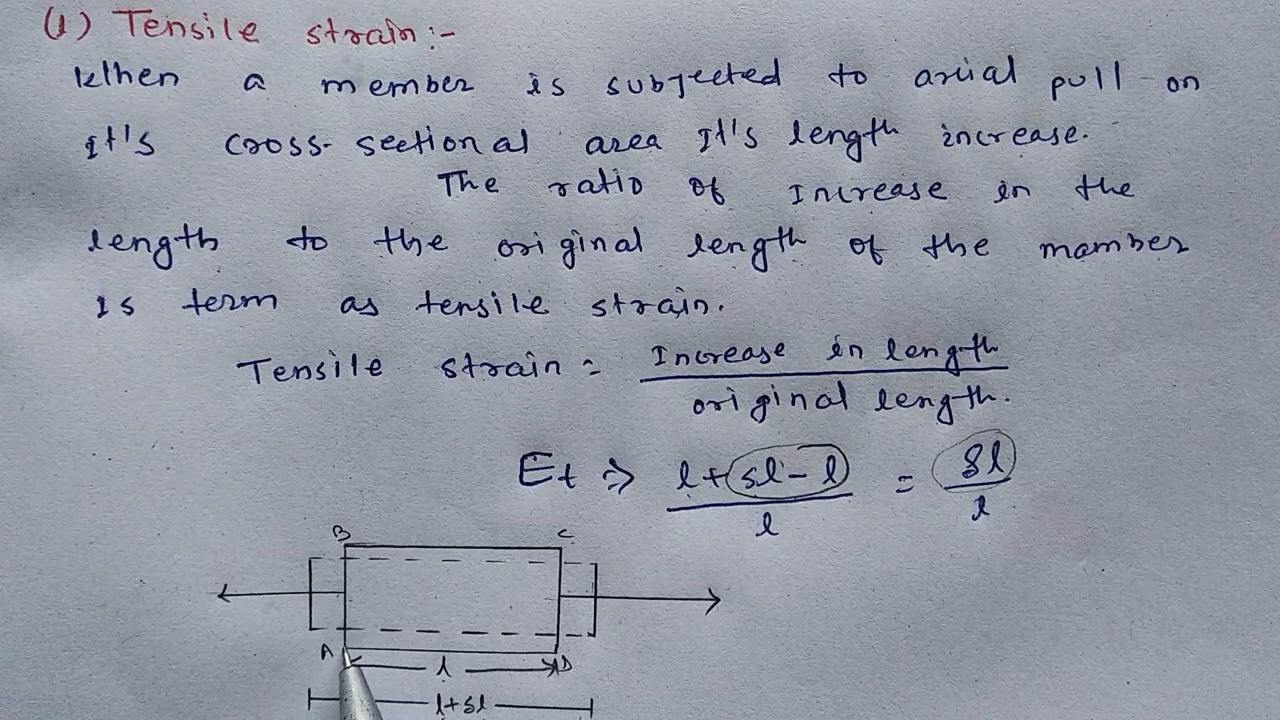 (1) Tensile strain:-
When a member is subjected to axial pull on
It's cross-sectional area It's length increase.
The ratio of Increase in the
length to the original length of the mamber
is term as tensile strain.
Tensile strain = Increase in length
original length.
Et => l+δl-l = δl
l l
B C
A l D
l+δl